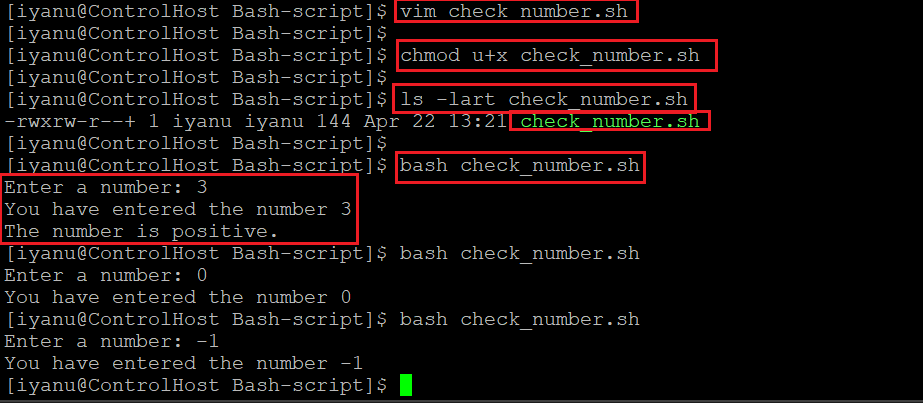 [iyanu@ControlHost Bash-script]$ vim check_number.sh
[iyanu@ControlHost Bash-script]$
[iyanu@ControlHost Bash-script]$ chmod u+x check_number.sh
[iyanu@ControlHost Bash-script]$
[iyanu@ControlHost Bash-script]$ ls -lart check_number.sh
-rwxrw-r--+ 1 iyanu iyanu 144 Apr 22 13:21 check_number.sh
[iyanu@ControlHost Bash-script]$
[iyanu@ControlHost Bash-script]$ bash check_number.sh
Enter a number: 3
You have entered the number 3
The number is positive.
[iyanu@ControlHost Bash-script]$ bash check_number.sh
Enter a number: 0
You have entered the number 0
[iyanu@ControlHost Bash-script]$ bash check_number.sh
Enter a number: -1
You have entered the number -1
[iyanu@ControlHost Bash-script]$